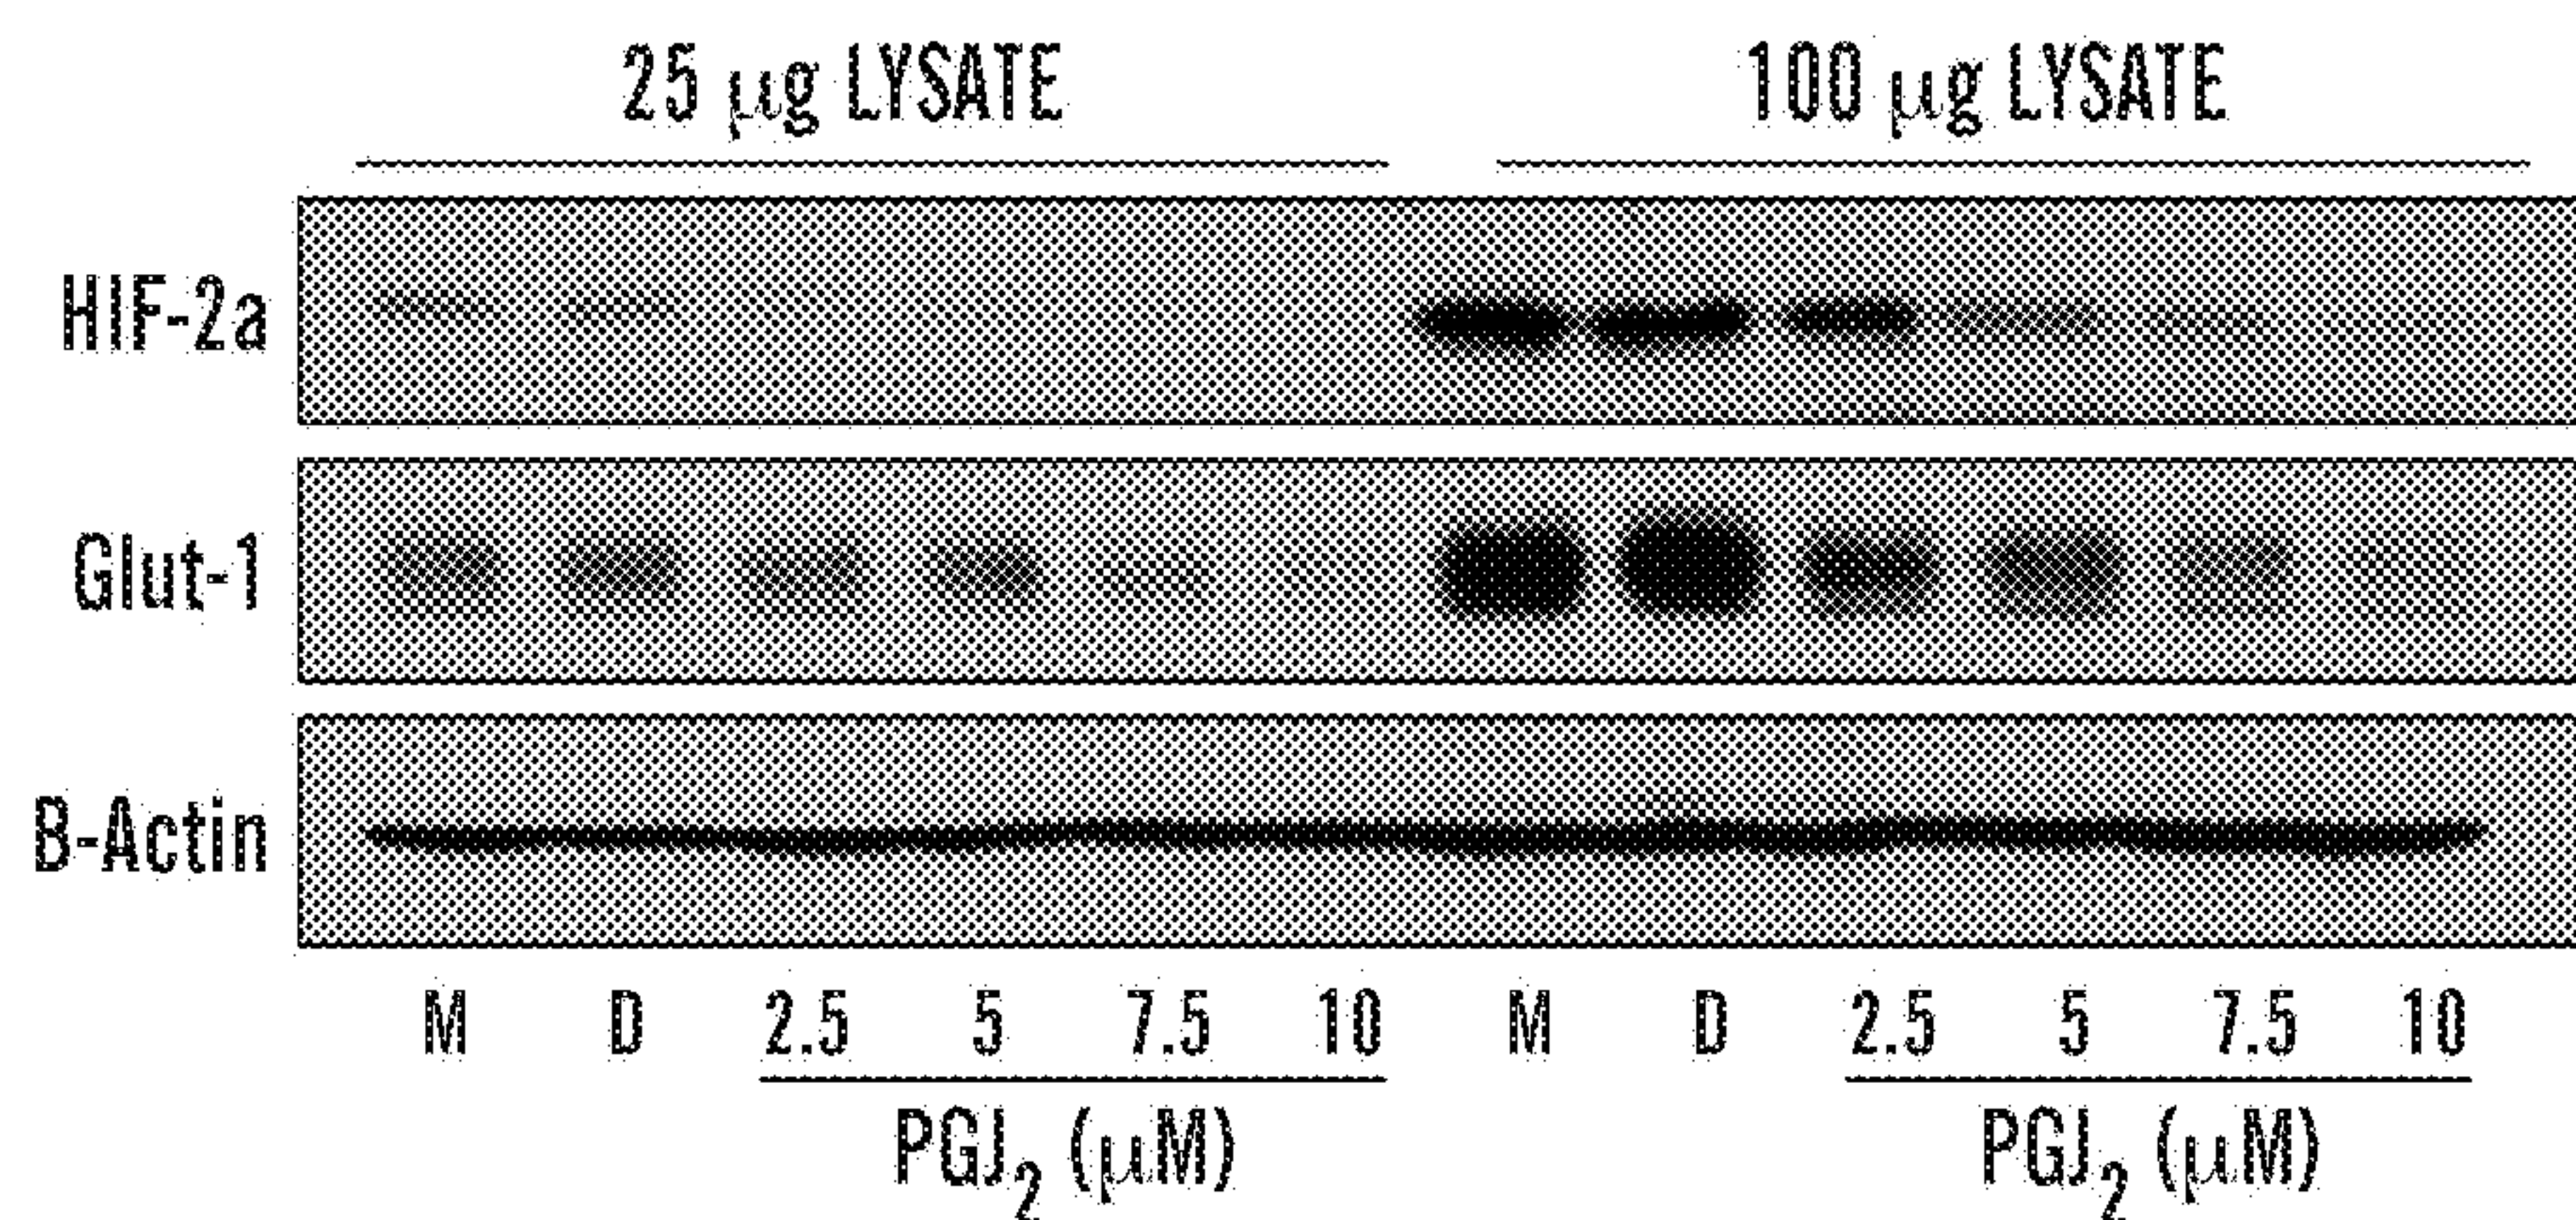 25 µg LYSATE 100 µg LYSATE
HIF-2a
Glut-1
B-Actin
M D 2.5 5 7.5 10 M D 2.5 5 7.5 10
PGJ2 (µM) PGJ2 (µM)